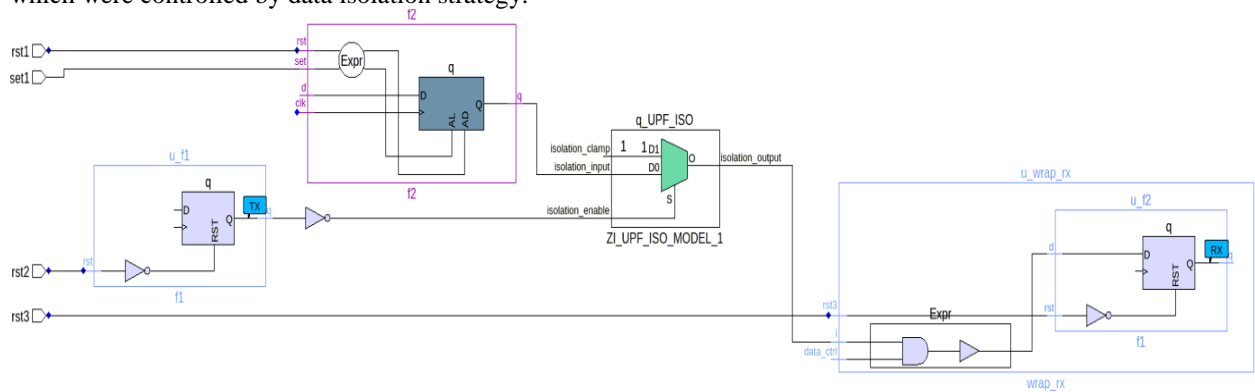 which were controlled by data isolation strategy.
f2
rst1
rst
set
Expr
set1
q
d
D
clk
Q
q
AL
AD
f2
q_UPF_ISO
isolation_clamp
1
1
D1
isolation_input
D0
O
isolation_output
isolation_enable
S
ZI_UPF_ISO_MODEL_1
u_f1
q
D
Q
TX
RST
rst2
rst
f1
u_wrap_rx
u_f2
q
d
D
Q
RX
RST
rst3
rst3
rst
Expr
f1
i
data_ctrl
wrap_rx